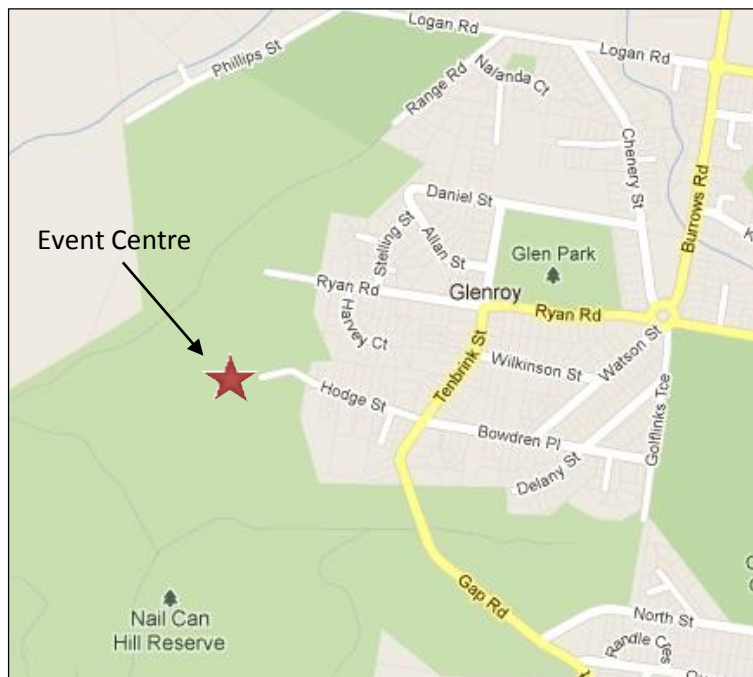 Logan Rd
Logan Rd
Phillips St
Range Rd
Nalanda Ct
Chenery St
Burrows Rd
Daniel St
Event Centre
Stelling St
Allan St
Glen Park
Ryan Rd
Glenroy
Ryan Rd
Harvey Ct
Tenbrink St
Wilkinson St
Watson St
Hodge St
Golflinks Tce
Bowdren Pl
Delany St
Gap Rd
Nail Can
Hill Reserve
North St
Randle Cres